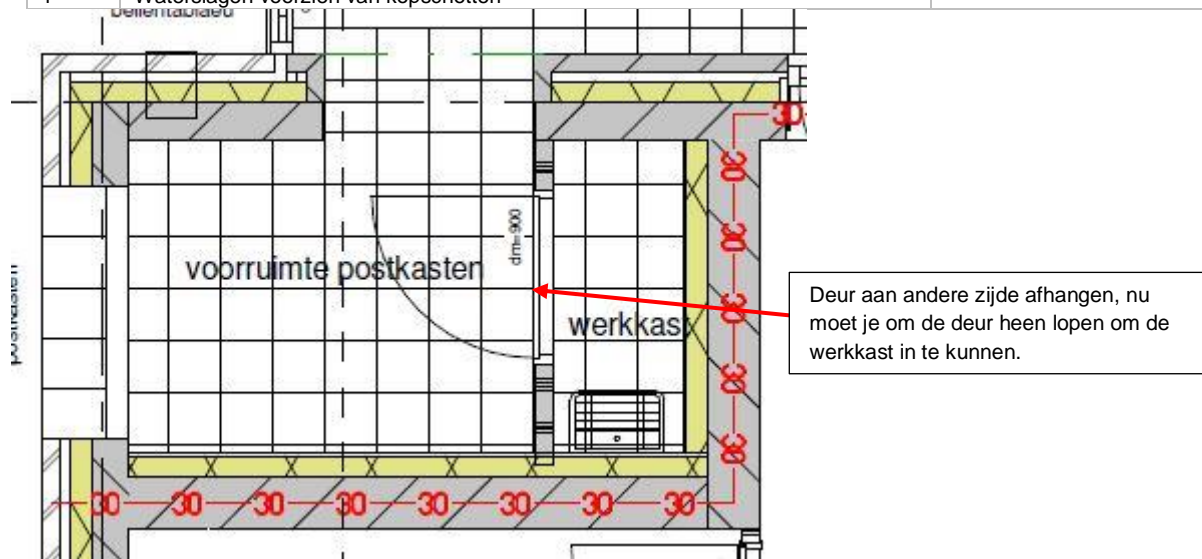 Waterslagen voorzien van kopschotten
bellentablaeu
30
30
dm=900
30
voorruimte postkasten
postkasten
30
Deur aan andere zijde afhangen, nu
moet je om de deur heen lopen om de
werkkast in te kunnen.
werkkast
30
30
30 30 30 30 30 30 30 30